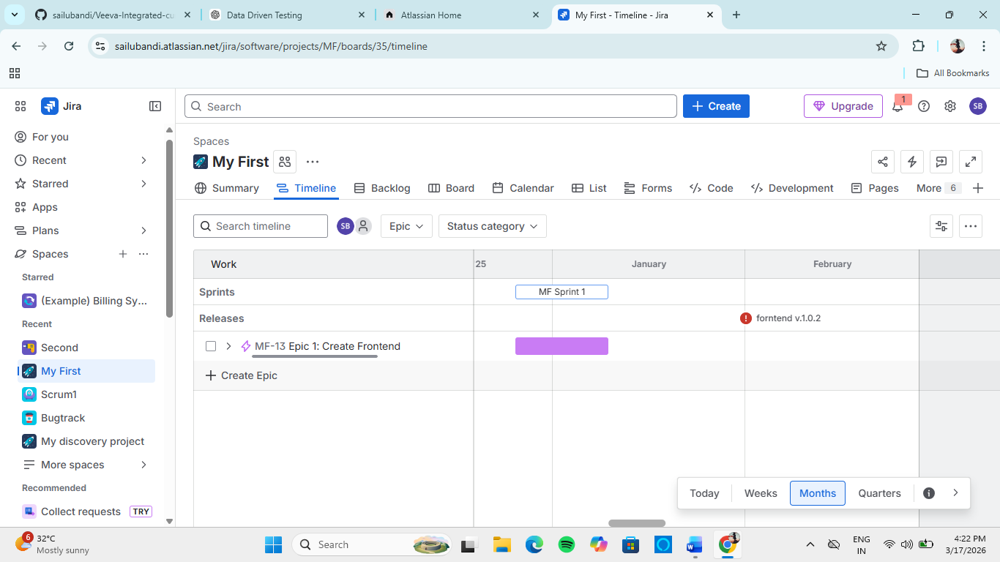 sailubandi/Veeva-Integrated-cu
Data Driven Testing
Atlassian Home
My First - Timeline - Jira
sailubandi.atlassian.net/jira/software/projects/MF/boards/35/timeline
All Bookmarks
Jira
Search
Create
Upgrade
1
SB
For you
Recent
Starred
Apps
Plans
Spaces
Starred
(Example) Billing Sy...
Recent
Second
My First
Scrum1
Bugtrack
My discovery project
More spaces
Recommended
Collect requests TRY
Spaces
My First
Summary Timeline Backlog Board Calendar List Forms Code Development Pages More 6
Search timeline SB Epic Status category
Work 25 January February
Sprints MF Sprint 1
Releases forntend v.1.0.2
MF-13 Epic 1: Create Frontend
Create Epic
Today Weeks Months Quarters
6
32°C
Mostly sunny
Search
ENG
IN
4:22 PM
3/17/2026